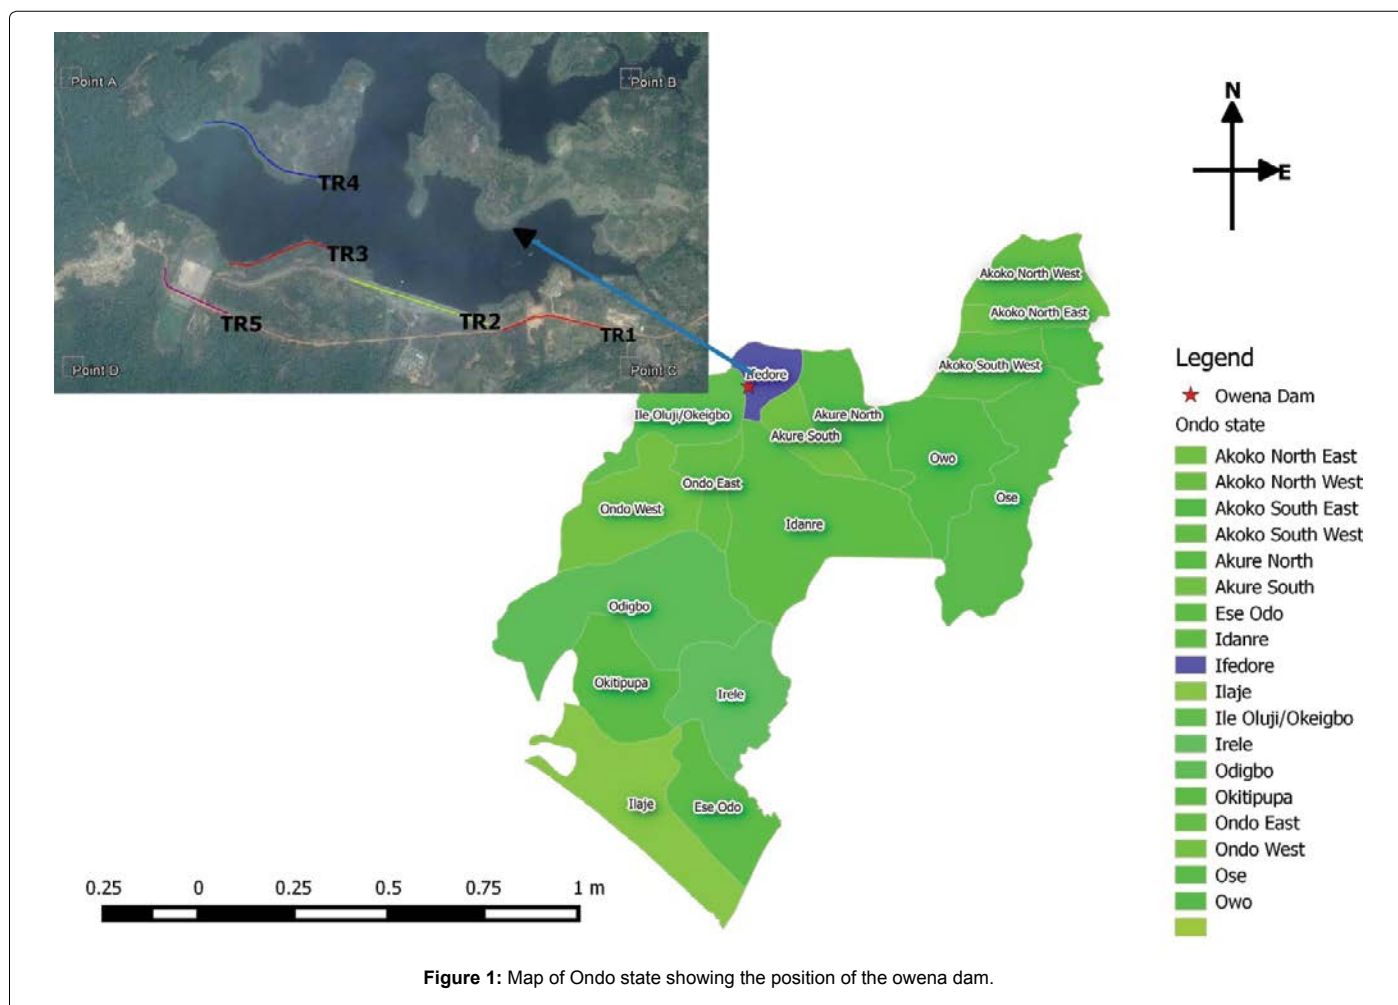 Point A
Point B
TR4
TR3
TR5
TR2
TR1
Point D
Point C
N
E
Akoko North West
Akoko North East
Akoko South West
Ifedore
Ile Oluji/Okeigbo
Akure North
Akure South
Owo
Ondo East
Ose
Ondo West
Idanre
Odigbo
Okitipupa
Irele
Ilaje
Ese Odo
Legend
Owena Dam
Ondo state
Akoko North East
Akoko North West
Akoko South East
Akoko South West
Akure North
Akure South
Ese Odo
Idanre
Ifedore
Ilaje
Ile Oluji/Okeigbo
Irele
Odigbo
Okitipupa
Ondo East
Ondo West
Ose
Owo
0.25 0 0.25 0.5 0.75 1 m
Figure 1: Map of Ondo state showing the position of the owena dam.